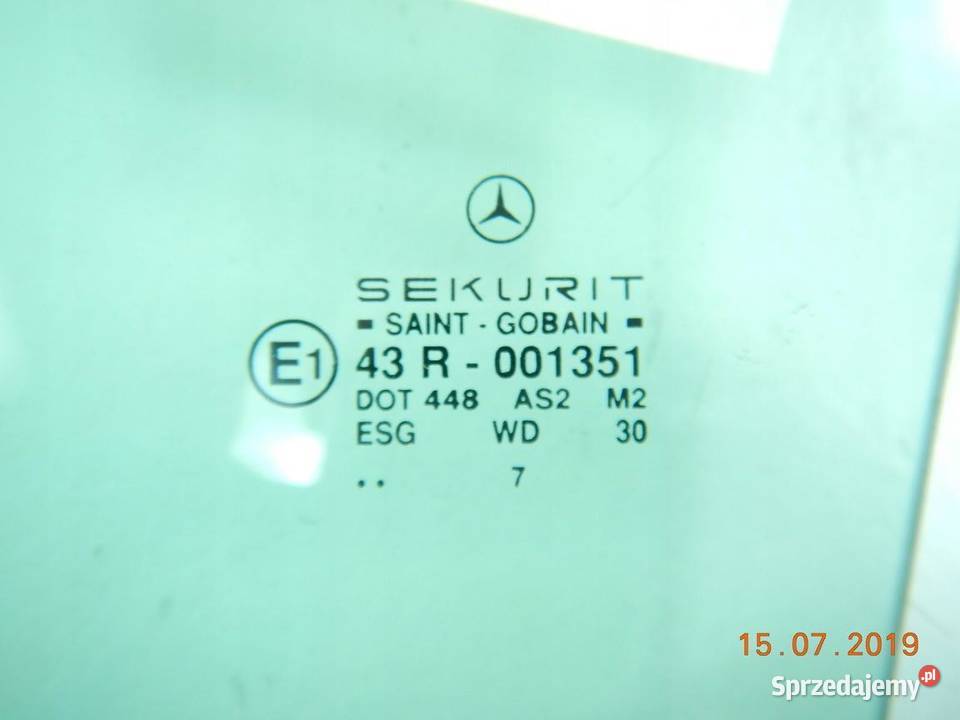 SEKURIT
- SAINT - GOBAIN -
E1
43 R - 001351
DOT 448 AS2 M2
ESG WD 30
. . 7
15.07.2019
Sprzedajemy.pl